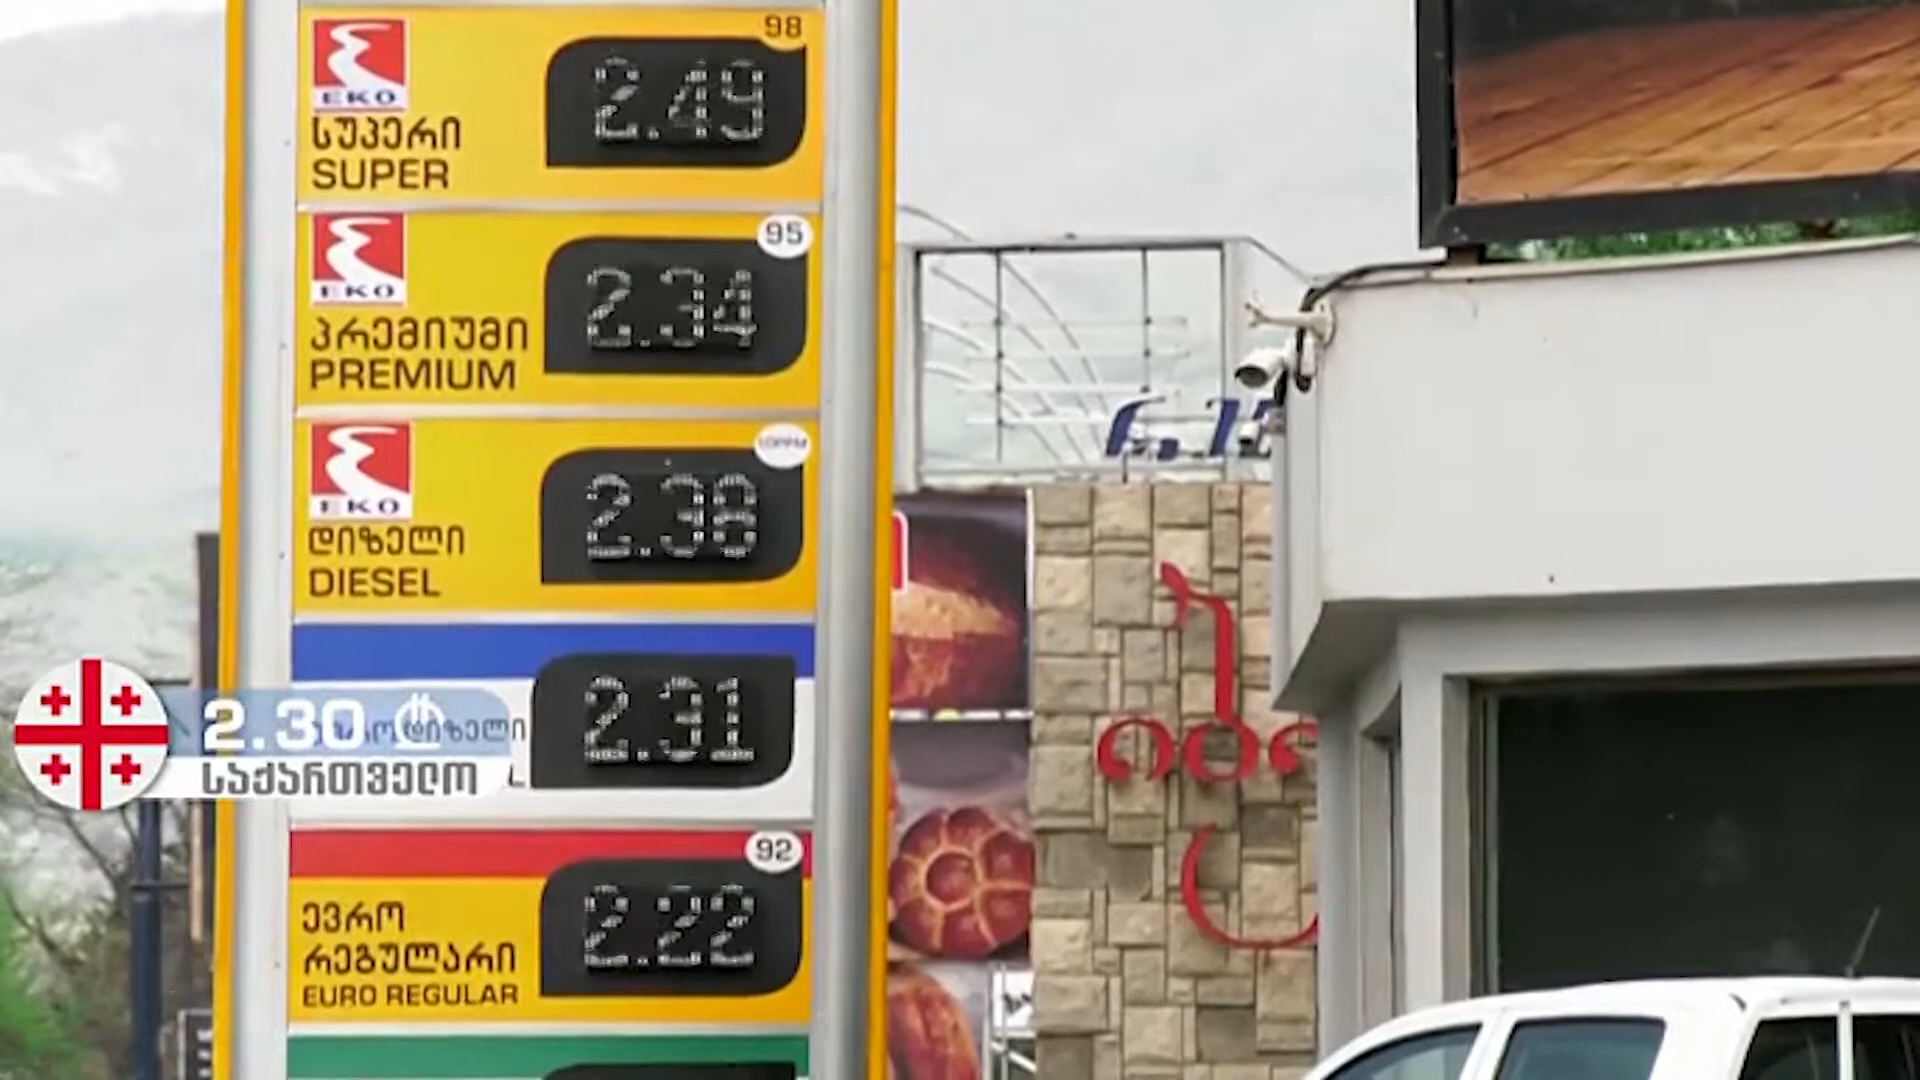 98
EKO
2.49
სუპერი
SUPER
95
EKO
2.34
პრემიუმი
PREMIUM
10PPM
EKO
2.38
დიზელი
DIESEL
2.31
2.30 ₾
საქართველო
92
2.22
ევრო
რეგულარი
EURO REGULAR